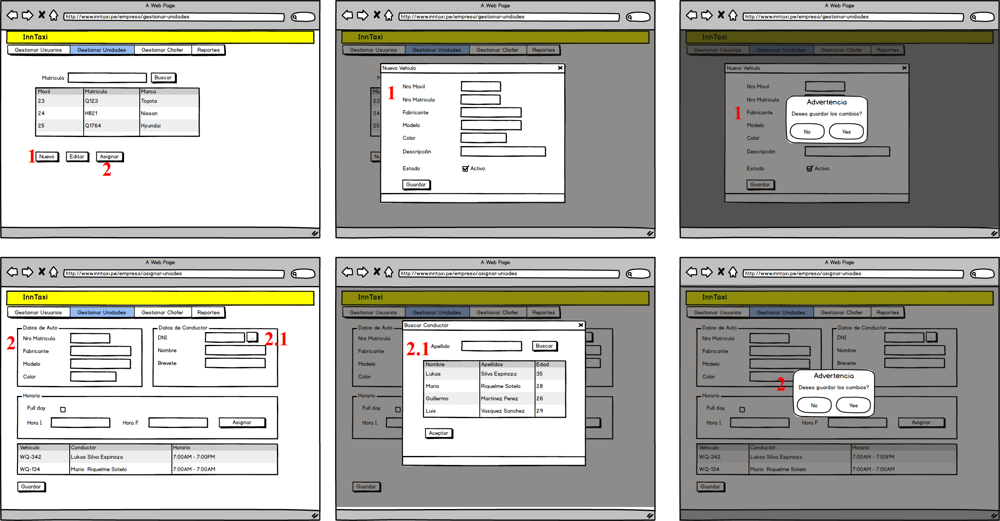 A Web Page
http://www.inntaxi.pe/empresa/gestionar-unidades
InnTaxi
Gestionar Usuarios Gestionar Unidades Gestionar Chofer Reportes
Matricula Buscar
Movil Matricula Marca
23 Q123 Toyota
24 H821 Nissan
25 Q1764 Hyundai
1 Nuevo Editar Asignar
2
A Web Page
http://www.inntaxi.pe/empresa/gestionar-unidades
InnTaxi
Gestionar Usuarios Gestionar Unidades Gestionar Chofer Reportes
Nuevo Vehiulo
M
Mo
23
24
25
Nu
1
Nro Movil
Nro Matricula
Fabricante
Modelo
Color
Descripción
Estado Activo
Guardar
A Web Page
http://www.inntaxi.pe/empresa/gestionar-unidades
InnTaxi
Gestionar Usuarios Gestionar Unidades Gestionar Chofer Reportes
Nuevo Vehiulo
Nro Movil
Nro Matricula
1 Fabricante
Modelo
Color
Descripción
Estado Activo
Guardar
Advertencia
Desea guardar los cambios?
No Yes
A Web Page
http://www.inntaxi.pe/empresa/asignar-uniades
InnTaxi
Gestionar Usuarios Gestionar Unidades Gestionar Chofer Reportes
2
Datos de Auto
Nro Matricula
Fabricante
Modelo
Color
Datos de Conductor
DNI ... 2.1
Nombre
Brevete
Horario
Full day
Hora I. Hora F. Asignar
Vehiculo Conductor Horario
WQ-342 Lukas Silva Espinoza 7:00AM - 7:00PM
WQ-134 Mario Riquelme Sotelo 7:00AM - 7:00AM
Guardar
A Web Page
http://www.inntaxi.pe/empresa/asignar-uniades
InnTaxi
Gestionar Usuarios Gestionar Unidades Gestionar Chofer Reportes
Datos de Auto
Nro Matricula
Fabricante
Modelo
Color
...
Horario
Full day
Hora I.
Guardar
Buscar Conductor
2.1 Apellido Buscar
Nombre Apellidos Edad
Lukas Silva Espinoza 35
Mario Riquelme Sotelo 28
Guillermo Martinez Perez 26
Luis Vasquez Sanchez 29
Aceptar
A Web Page
http://www.inntaxi.pe/empresa/asignar-uniades
InnTaxi
Gestionar Usuarios Gestionar Unidades Gestionar Chofer Reportes
Datos de Auto
Nro Matricula
Fabricante
Modelo
Color
Datos de Conductor
DNI ...
Nombre
Brevete
2
Advertencia
Desea guardar los cambios?
No Yes
Horario
Full day
Hora I. Hora F. Asignar
Vehiculo Conductor Horario
WQ-342 Lukas Silva Espinoza 7:00AM - 7:00PM
WQ-134 Mario Riquelme Sotelo 7:00AM - 7:00AM
Guardar